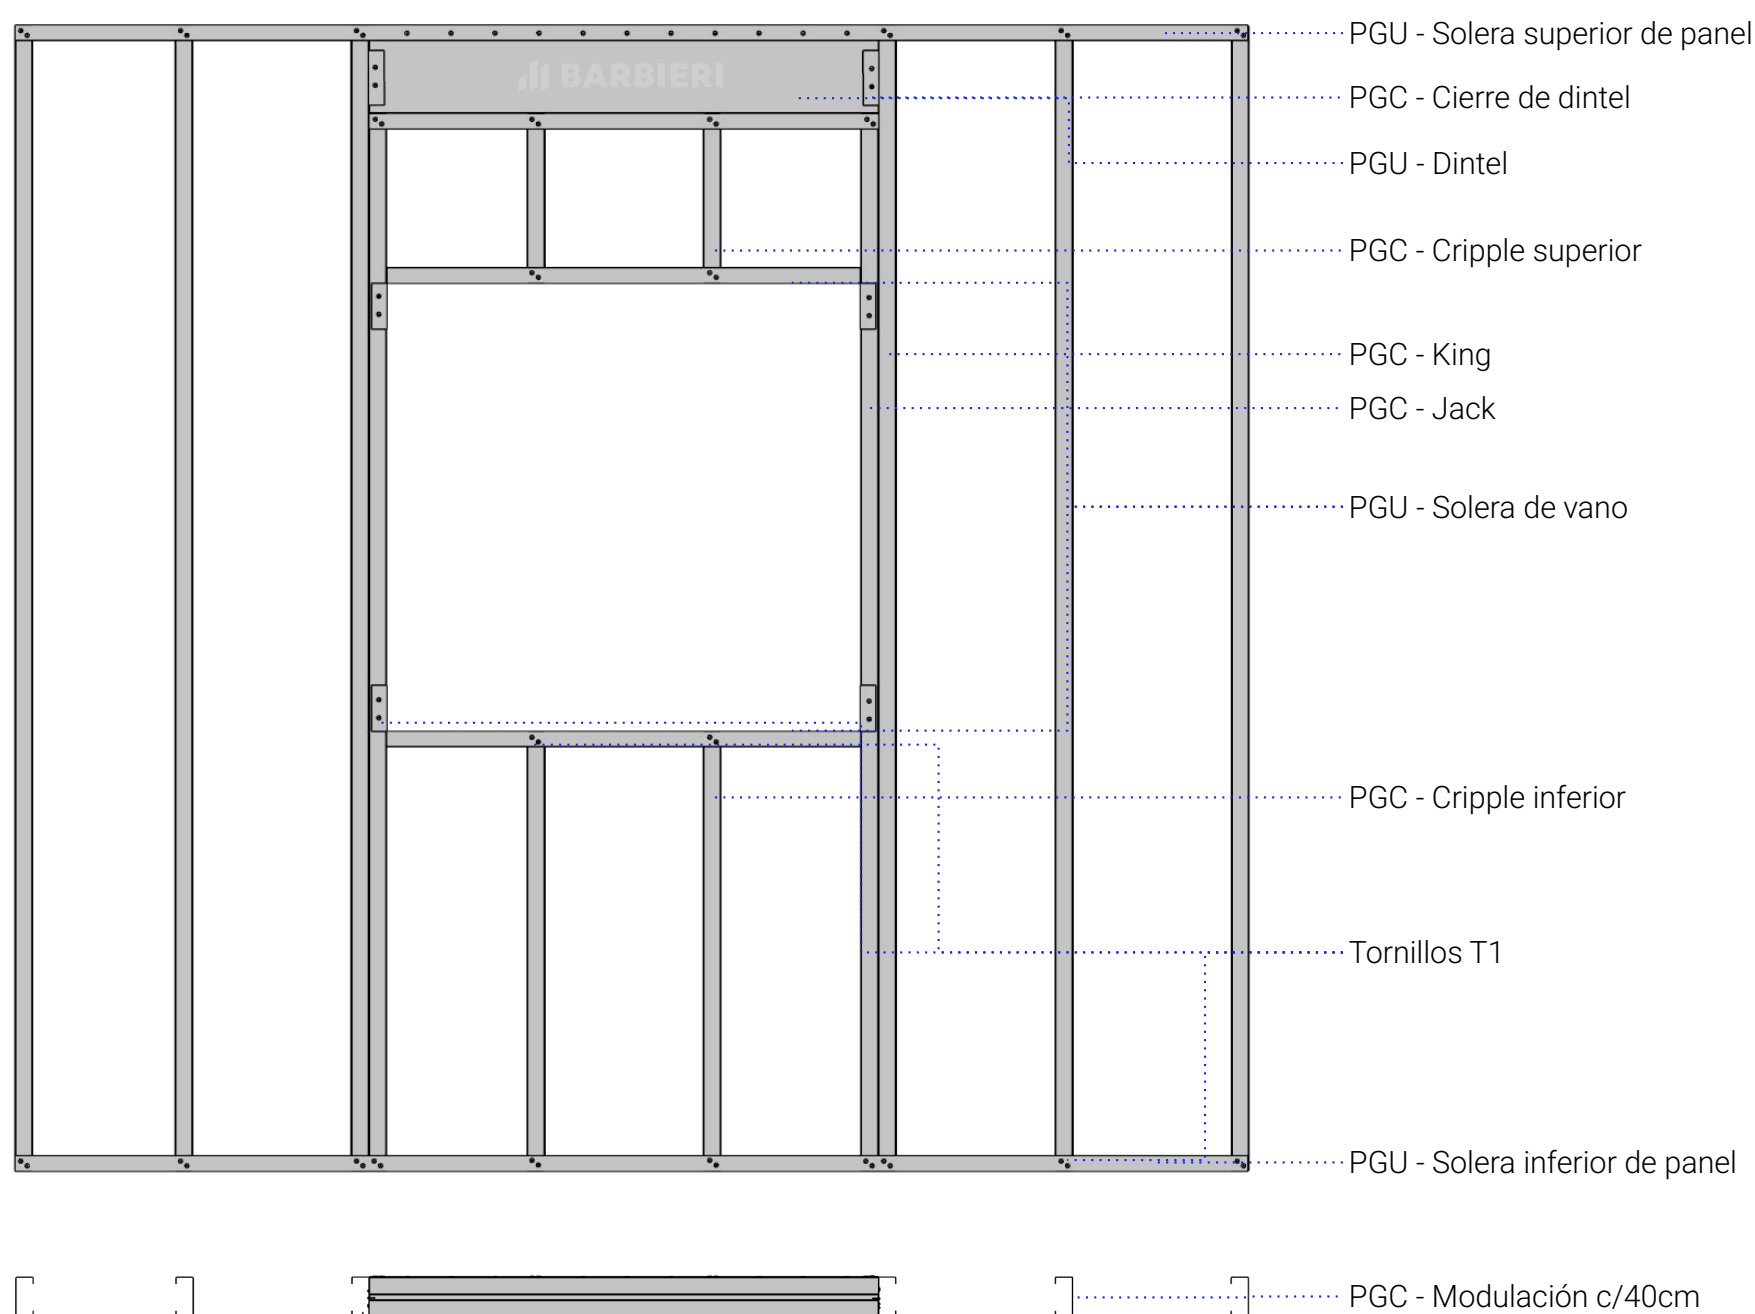 PGU - Solera superior de panel
BARBIERI
PGC - Cierre de dintel
PGU - Dintel
PGC - Cripple superior
PGC - King
PGC - Jack
PGU - Solera de vano
PGC - Cripple inferior
Tornillos T1
PGU - Solera inferior de panel
PGC - Modulación c/40cm